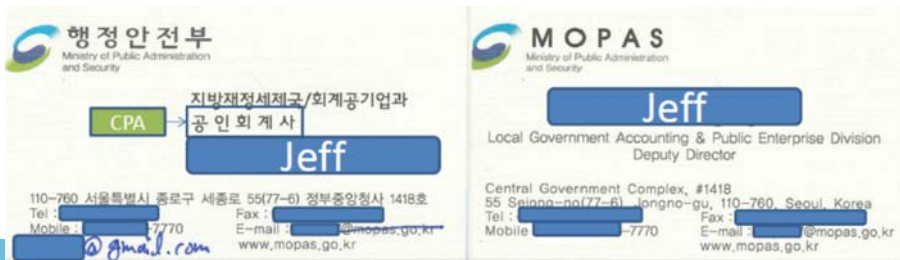 행정안전부
Ministry of Public Administration
and Security
지방재정세제국/회계공기업과
CPA
공인회계사
Jeff
110-760 서울특별시 종로구 세종로 55(77-6) 정부중앙청사 1418호
Tel : Fax :
Mobile : -7770 E-mail : @mopas.go.kr
@gmail.com www.mopas.go.kr
MOPAS
Ministry of Public Administration
and Security
Jeff
Local Government Accounting & Public Enterprise Division
Deputy Director
Central Government Complex, #1418
55 Sejong-no(77-6) Jongno-gu, 110-760, Seoul, Korea
Tel : Fax :
Mobile -7770 E-mail : @mopas.go.kr
www.mopas.go.kr